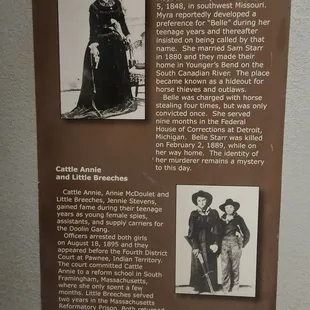 5, 1848, in southwest Missouri.
Myra reportedly developed a
preference for "Belle" during her
teenage years and thereafter
insisted on being called by that
name. She married Sam Starr
in 1880 and they made their
home in Younger's Bend on the
South Canadian River. The place
became known as a hideout for
horse thieves and outlaws.
Belle was charged with horse
stealing four times, but was only
convicted once. She served
nine months in the Federal
House of Corrections at Detroit,
Michigan. Belle Starr was killed
on February 2, 1889, while on
her way home. The identity of
her murderer remains a mystery
to this day.
Cattle Annie
and Little Breeches
Cattle Annie, Annie McDoulet and
Little Breeches, Jennie Stevens,
gained fame during their teenage
years as young female spies,
assistants, and supply carriers for
the Doolin Gang.
Officers arrested both girls
on August 18, 1895 and they
appeared before the Fourth District
Court at Pawnee, Indian Territory.
The court committed Cattle
Annie to a reform school in South
Framingham, Massachusetts,
where she only spent a few
months. Little Breeches served
two years in the Massachusetts
Reformatory Prison. Both returned